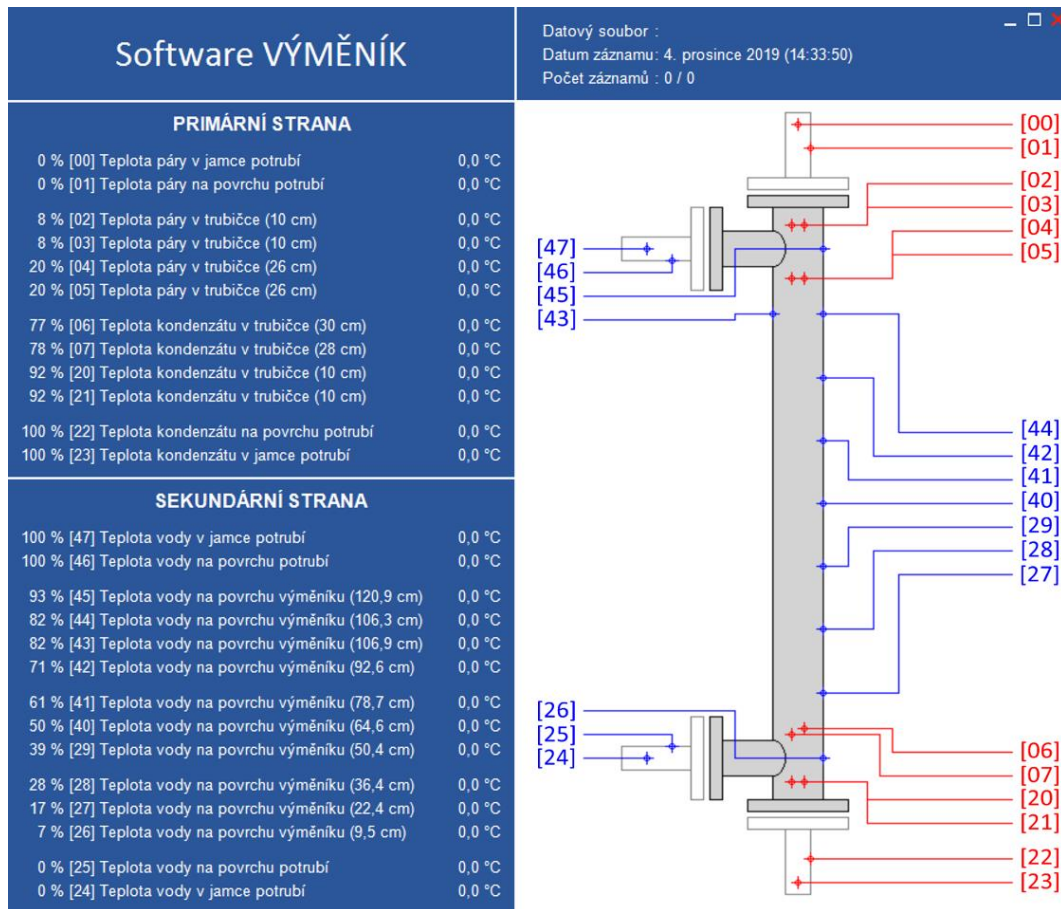 Software VÝMĚNÍK
Datový soubor :
Datum záznamu: 4. prosince 2019 (14:33:50)
Počet záznamů : 0 / 0
PRIMÁRNÍ STRANA
0 % [00] Teplota páry v jamce potrubí 0,0 °C
0 % [01] Teplota páry na povrchu potrubí 0,0 °C
8 % [02] Teplota páry v trubičce (10 cm) 0,0 °C
8 % [03] Teplota páry v trubičce (10 cm) 0,0 °C
20 % [04] Teplota páry v trubičce (26 cm) 0,0 °C
20 % [05] Teplota páry v trubičce (26 cm) 0,0 °C
77 % [06] Teplota kondenzátu v trubičce (30 cm) 0,0 °C
78 % [07] Teplota kondenzátu v trubičce (28 cm) 0,0 °C
92 % [20] Teplota kondenzátu v trubičce (10 cm) 0,0 °C
92 % [21] Teplota kondenzátu v trubičce (10 cm) 0,0 °C
100 % [22] Teplota kondenzátu na povrchu potrubí 0,0 °C
100 % [23] Teplota kondenzátu v jamce potrubí 0,0 °C
SEKUNDÁRNÍ STRANA
100 % [47] Teplota vody v jamce potrubí 0,0 °C
100 % [46] Teplota vody na povrchu potrubí 0,0 °C
93 % [45] Teplota vody na povrchu výměníku (120,9 cm) 0,0 °C
82 % [44] Teplota vody na povrchu výměníku (106,3 cm) 0,0 °C
82 % [43] Teplota vody na povrchu výměníku (106,9 cm) 0,0 °C
71 % [42] Teplota vody na povrchu výměníku (92,6 cm) 0,0 °C
61 % [41] Teplota vody na povrchu výměníku (78,7 cm) 0,0 °C
50 % [40] Teplota vody na povrchu výměníku (64,6 cm) 0,0 °C
39 % [29] Teplota vody na povrchu výměníku (50,4 cm) 0,0 °C
28 % [28] Teplota vody na povrchu výměníku (36,4 cm) 0,0 °C
17 % [27] Teplota vody na povrchu výměníku (22,4 cm) 0,0 °C
7 % [26] Teplota vody na povrchu výměníku (9,5 cm) 0,0 °C
0 % [25] Teplota vody na povrchu potrubí 0,0 °C
0 % [24] Teplota vody v jamce potrubí 0,0 °C
[47]
[46]
[45]
[43]
[26]
[25]
[24]
[00]
[01]
[02]
[03]
[04]
[05]
[44]
[42]
[41]
[40]
[29]
[28]
[27]
[06]
[07]
[20]
[21]
[22]
[23]